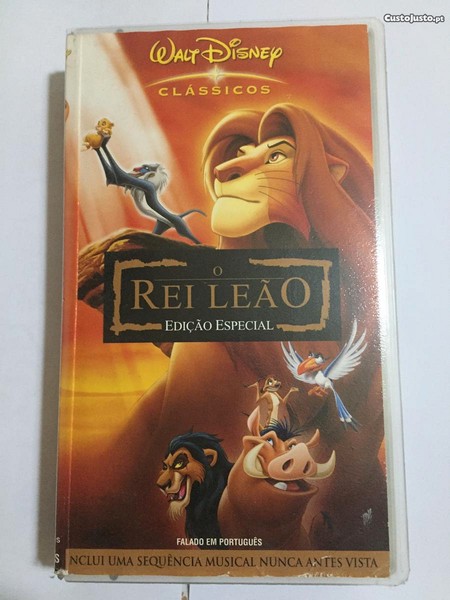 CustoJusto.pt
WALT DISNEY
CLÁSSICOS
O
REI LEÃO
EDIÇÃO ESPECIAL
FALADO EM PORTUGUÊS
NCLUI UMA SEQUÊNCIA MUSICAL NUNCA ANTES VISTA